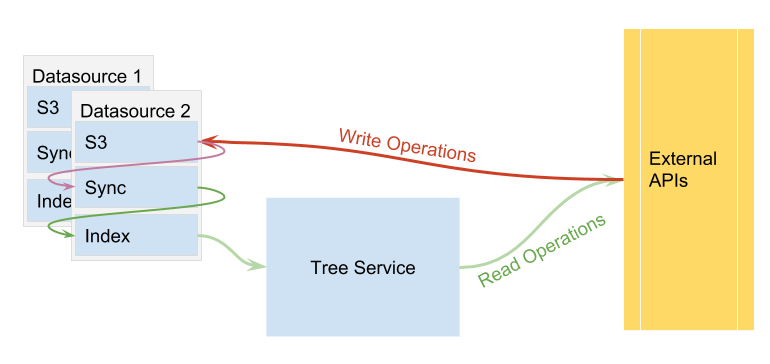 Datasource 1
S3
Sync
Index
Datasource 2
S3
Sync
Index
Write Operations
Tree Service
Read Operations
External
APIs